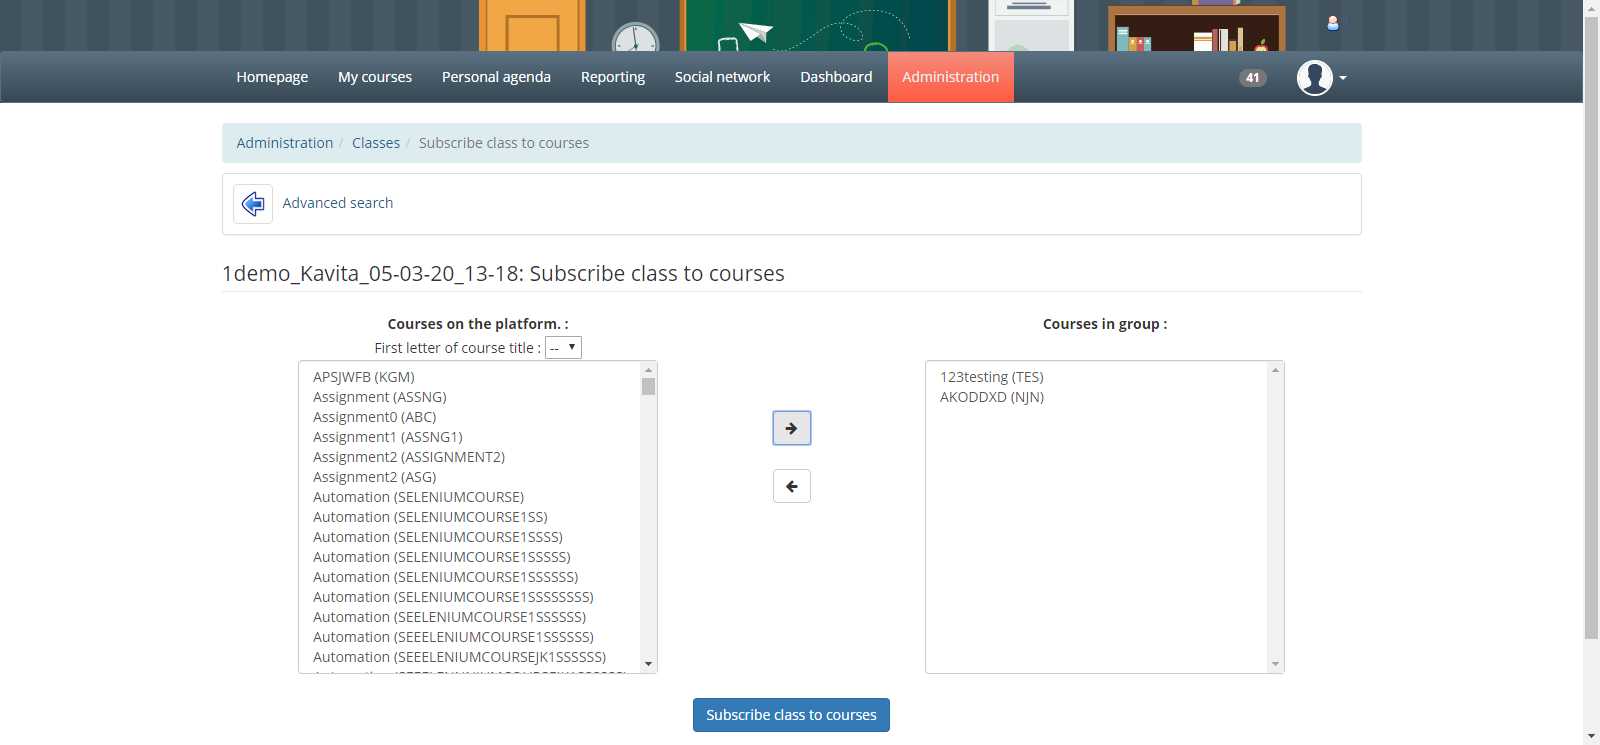 Homepage My courses Personal agenda Reporting Social network Dashboard Administration 41
Administration / Classes / Subscribe class to courses
Advanced search
1demo_Kavita_05-03-20_13-18: Subscribe class to courses
Courses on the platform. :
First letter of course title : --
APSJWFB (KGM)
Assignment (ASSNG)
Assignment0 (ABC)
Assignment1 (ASSNG1)
Assignment2 (ASSIGNMENT2)
Assignment2 (ASG)
Automation (SELENIUMCOURSE)
Automation (SELENIUMCOURSE1SS)
Automation (SELENIUMCOURSE1SSSS)
Automation (SELENIUMCOURSE1SSSSS)
Automation (SELENIUMCOURSE1SSSSSS)
Automation (SELENIUMCOURSE1SSSSSSSS)
Automation (SEELENIUMCOURSE1SSSSSS)
Automation (SEEELENIUMCOURSE1SSSSSS)
Automation (SEEELENIUMCOURSEJK1SSSSSS)
Courses in group :
123testing (TES)
AKODDXD (NJN)
Subscribe class to courses